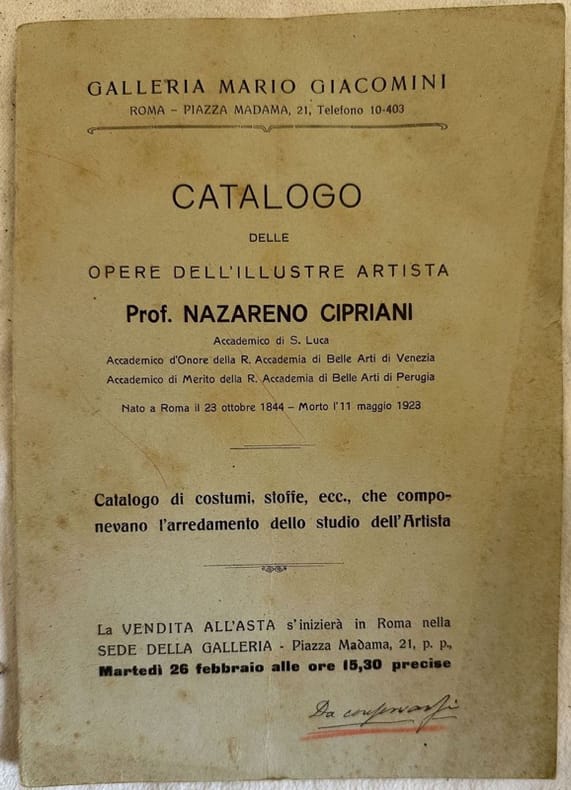 GALLERIA MARIO GIACOMINI
ROMA – PIAZZA MADAMA, 21, Telefono 10-403
CATALOGO
DELLE
OPERE DELL'ILLUSTRE ARTISTA
Prof. NAZARENO CIPRIANI
Accademico di S. Luca
Accademico d'Onore della R. Accademia di Belle Arti di Venezia
Accademico di Merito della R. Accademia di Belle Arti di Perugia
Nato a Roma il 23 ottobre 1844 – Morto l'11 maggio 1923
Catalogo di costumi, stoffe, ecc., che compo-
nevano l'arredamento dello studio dell'Artista
La VENDITA ALL'ASTA s'inizierà in Roma nella
SEDE DELLA GALLERIA - Piazza Madama, 21, p. p.,
Martedì 26 febbraio alle ore 15,30 precise
Da conservarsi